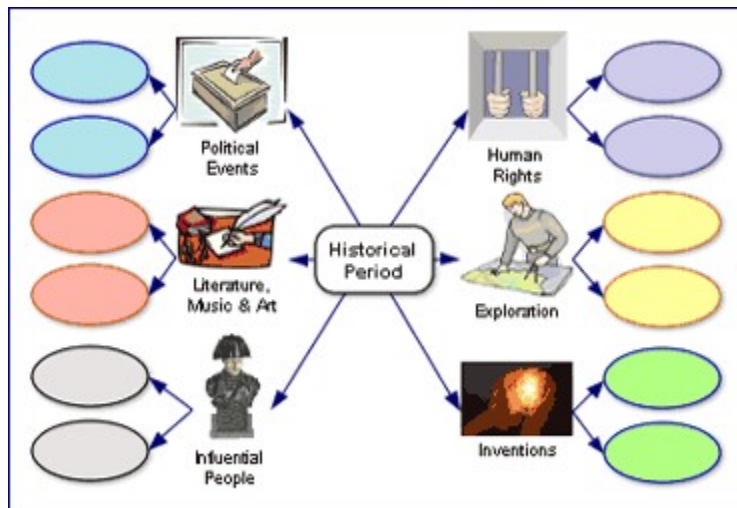 Political
Events
Human
Rights
Historical
Period
Literature,
Music & Art
Exploration
Influential
People
Inventions